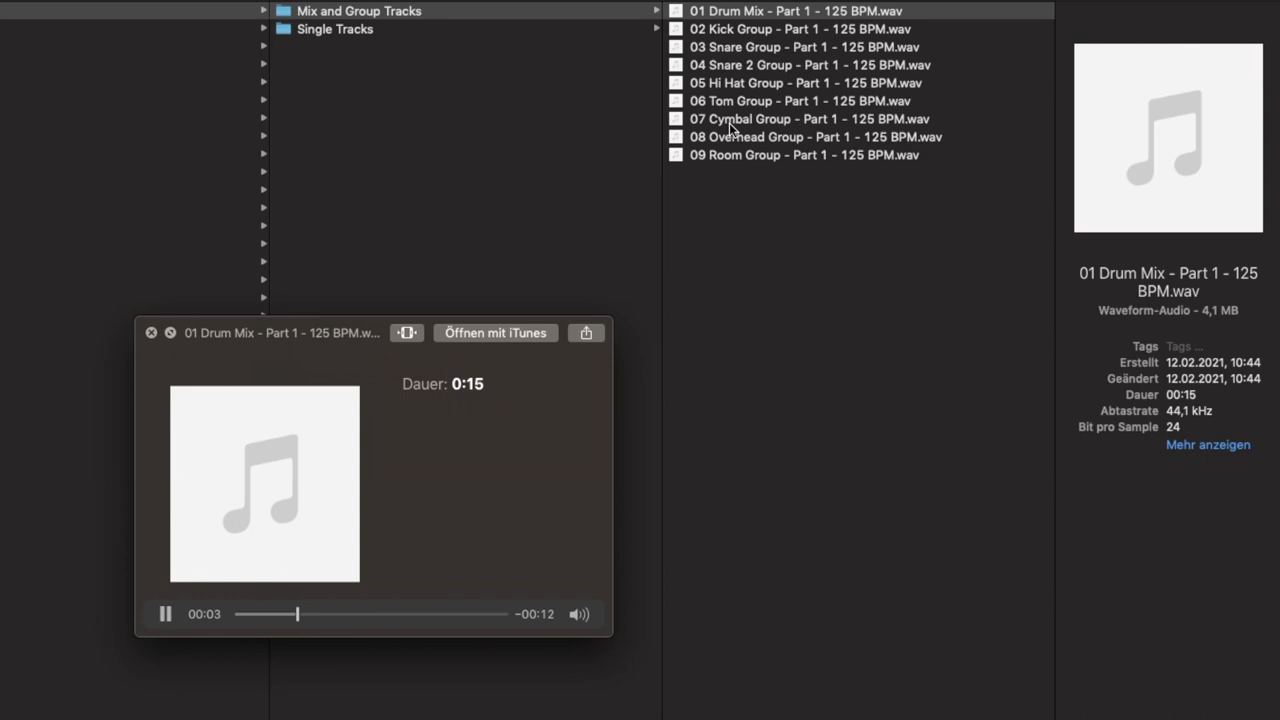 Mix and Group Tracks
Single Tracks
01 Drum Mix - Part 1 - 125 BPM.wav
02 Kick Group - Part 1 - 125 BPM.wav
03 Snare Group - Part 1 - 125 BPM.wav
04 Snare 2 Group - Part 1 - 125 BPM.wav
05 Hi Hat Group - Part 1 - 125 BPM.wav
06 Tom Group - Part 1 - 125 BPM.wav
07 Cymbal Group - Part 1 - 125 BPM.wav
08 Overhead Group - Part 1 - 125 BPM.wav
09 Room Group - Part 1 - 125 BPM.wav
01 Drum Mix - Part 1 - 125
BPM.wav
Waveform-Audio - 4,1 MB
Tags Tags ...
Erstellt 12.02.2021, 10:44
Geändert 12.02.2021, 10:44
Dauer 00:15
Abtastrate 44,1 kHz
Bit pro Sample 24
Mehr anzeigen
01 Drum Mix - Part 1 - 125 BPM.w...
Öffnen mit iTunes
Dauer: 0:15
00:03
-00:12